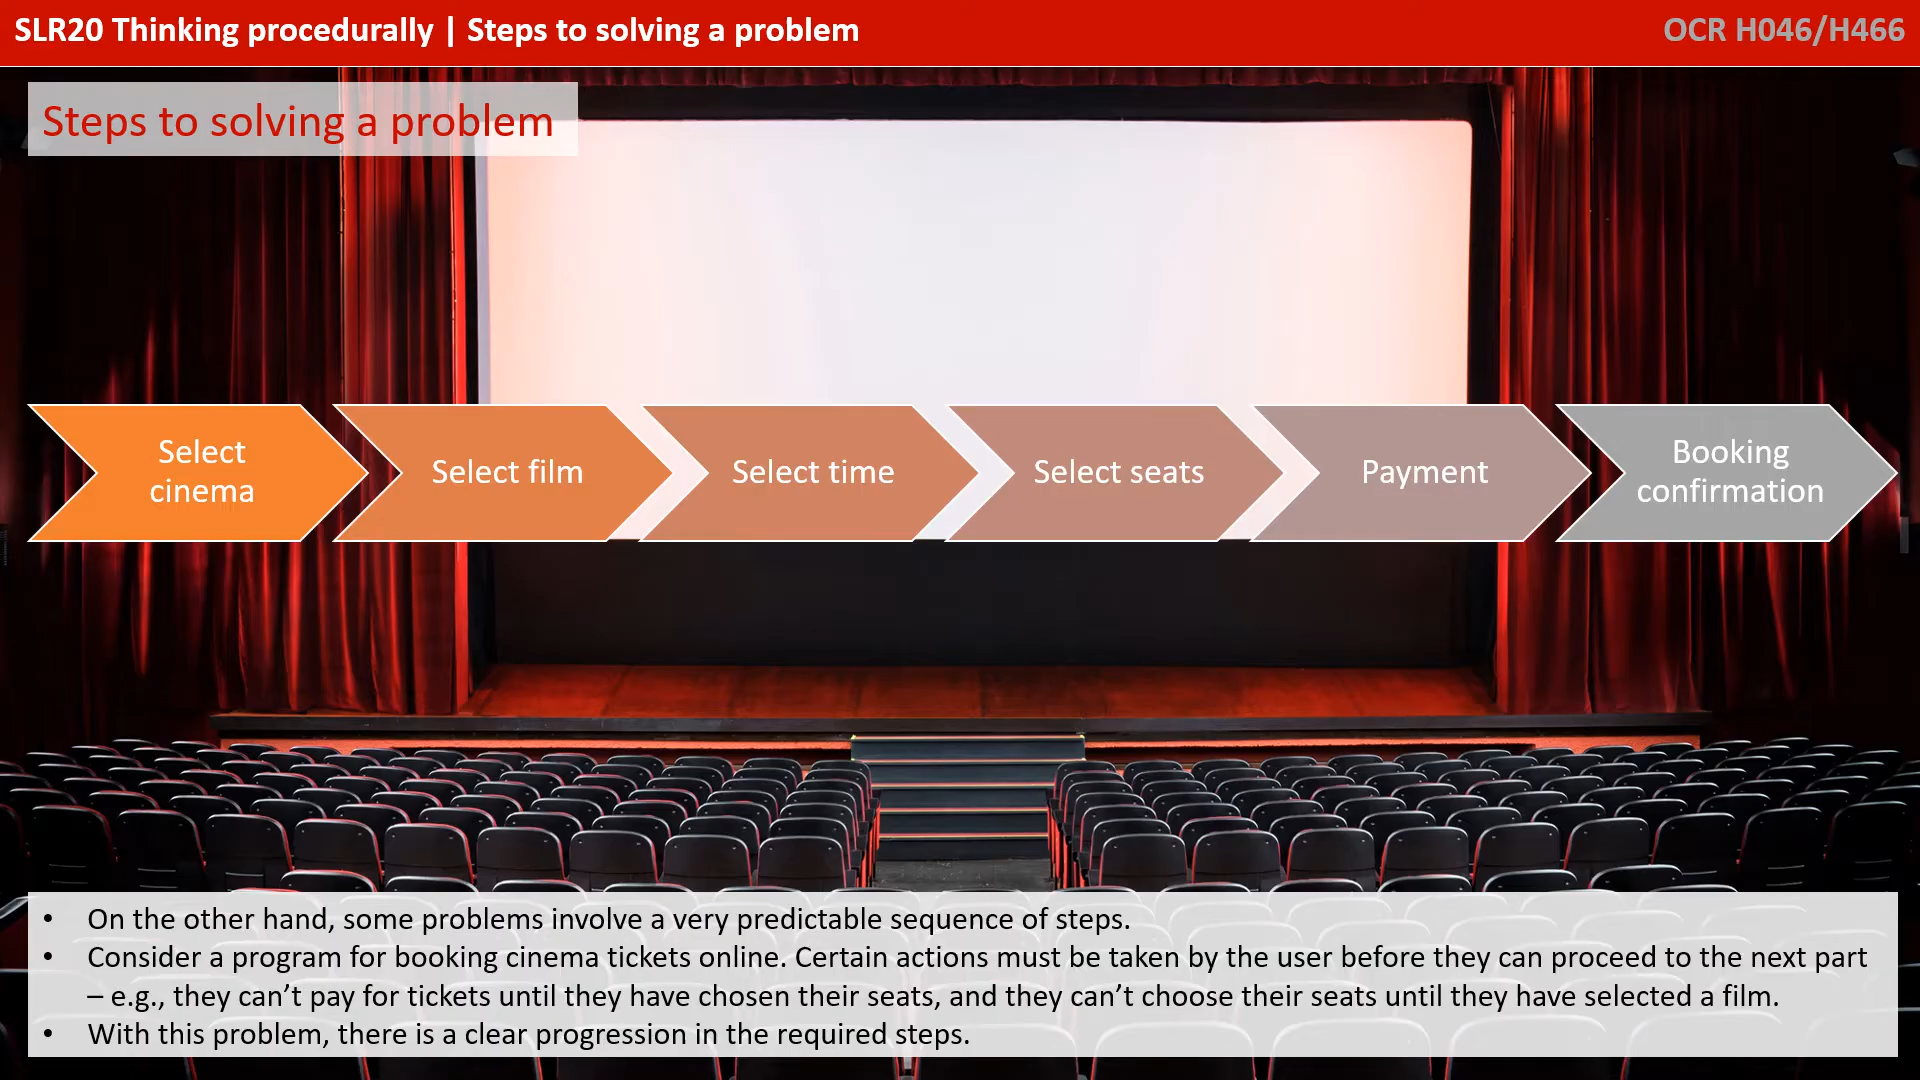 SLR20 Thinking procedurally | Steps to solving a problem
OCR H046/H466
Steps to solving a problem
Select
cinema
Select film
Select time
Select seats
Payment
Booking
confirmation
• On the other hand, some problems involve a very predictable sequence of steps.
• Consider a program for booking cinema tickets online. Certain actions must be taken by the user before they can proceed to the next part
– e.g., they can’t pay for tickets until they have chosen their seats, and they can’t choose their seats until they have selected a film.
• With this problem, there is a clear progression in the required steps.